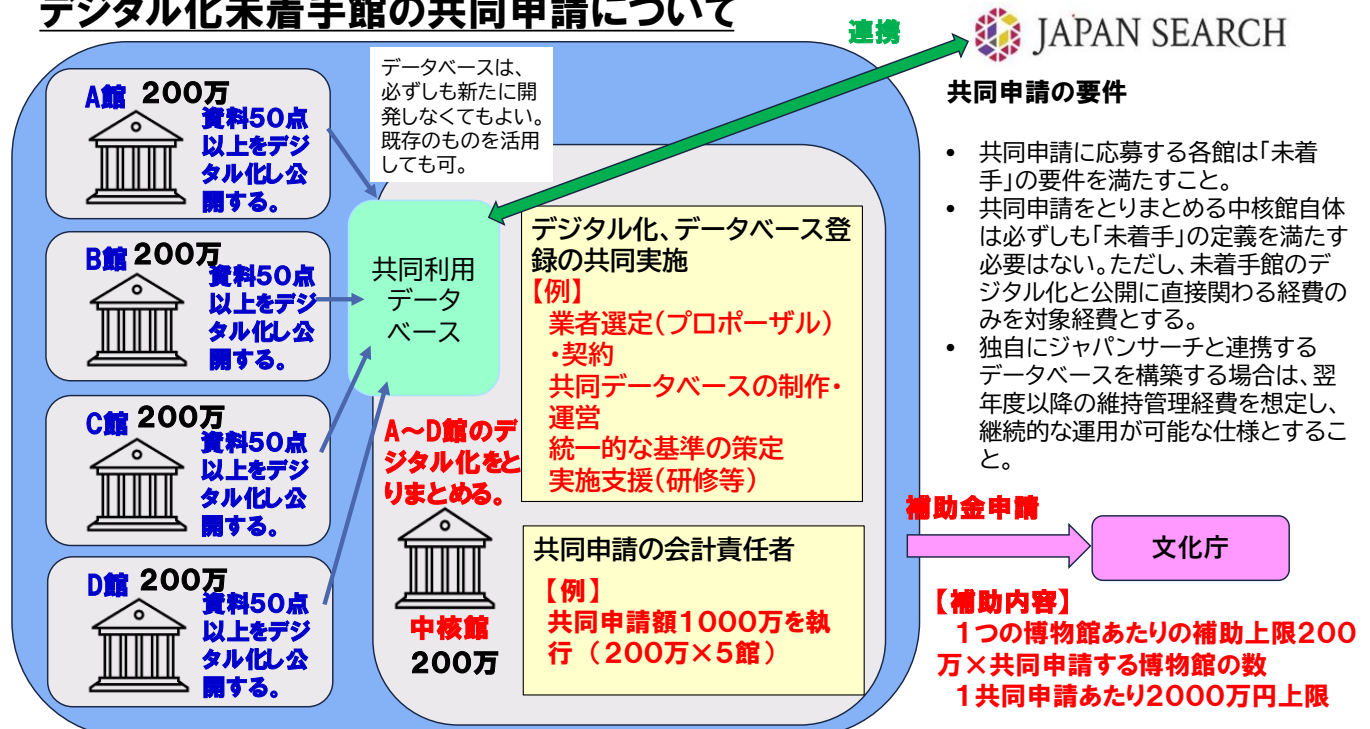 デジタル化未着手館の共同申請について
連携
JAPAN SEARCH
A館 200万
資料50点
以上をデジ
タル化し公
開する。
データベースは、
必ずしも新たに開
発しなくてもよい。
既存のものを活用
しても可。
B館 200万
資料50点
以上をデジ
タル化し公
開する。
C館 200万
資料50点
以上をデジ
タル化し公
開する。
D館 200万
資料50点
以上をデジ
タル化し公
開する。
共同利用
データ
ベース
A～D館のデ
ジタル化をと
りまとめる。
中核館
200万
デジタル化、データベース登
録の共同実施
【例】
業者選定(プロポーザル)
・契約
共同データベースの制作・
運営
統一的な基準の策定
実施支援(研修等)
共同申請の会計責任者
【例】
共同申請額1000万を執
行（200万×5館）
共同申請の要件
• 共同申請に応募する各館は「未着
手」の要件を満たすこと。
• 共同申請をとりまとめる中核館自体
は必ずしも「未着手」の定義を満たす
必要はない。ただし、未着手館のデ
ジタル化と公開に直接関わる経費の
みを対象経費とする。
• 独自にジャパンサーチと連携する
データベースを構築する場合は、翌
年度以降の維持管理経費を想定し、
継続的な運用が可能な仕様とするこ
と。
補助金申請
文化庁
【補助内容】
1つの博物館あたりの補助上限200
万×共同申請する博物館の数
1共同申請あたり2000万円上限